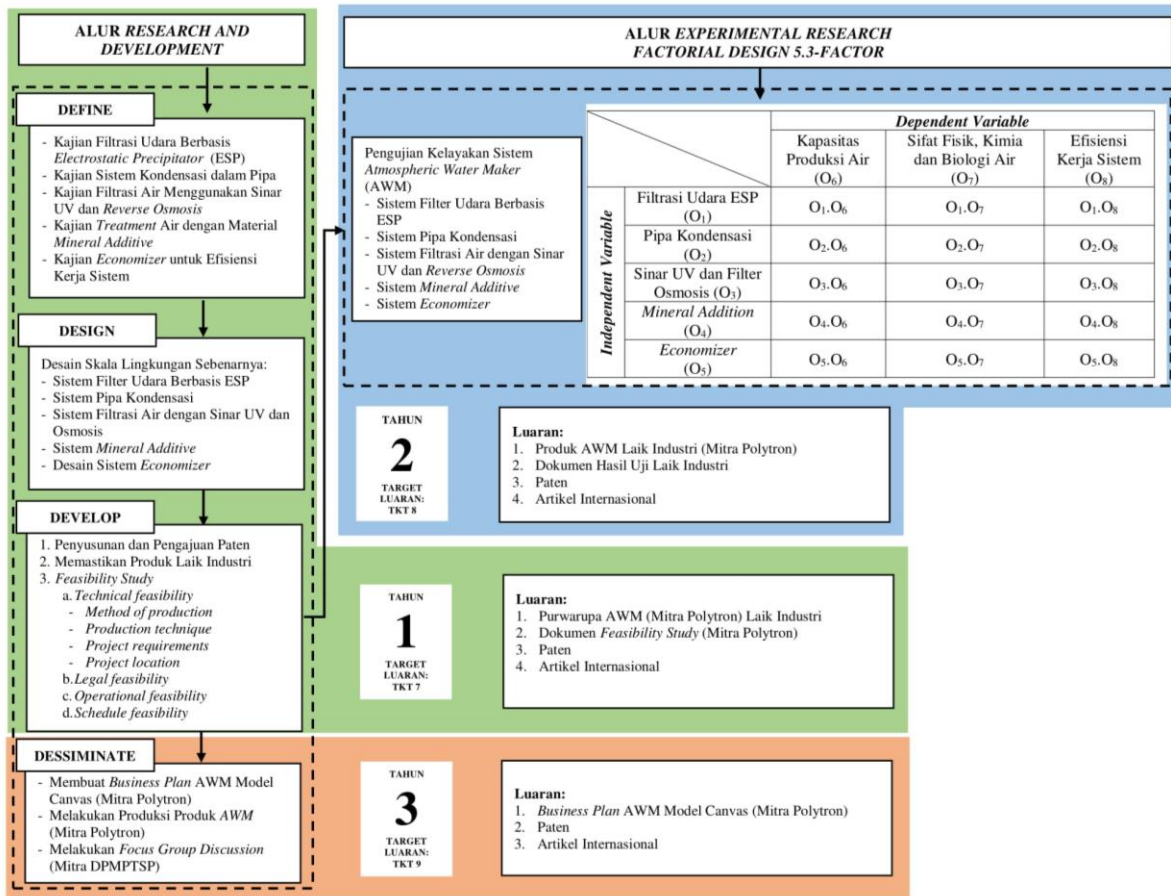 ALUR RESEARCH AND
DEVELOPMENT
DEFINE
- Kajian Filtrasi Udara Berbasis
Electrostatic Precipitator (ESP)
- Kajian Sistem Kondensasi dalam Pipa
- Kajian Filtrasi Air Menggunakan Sinar
UV dan Reverse Osmosis
- Kajian Treatment Air dengan Material
Mineral Additive
- Kajian Economizer untuk Efisiensi
Kerja Sistem
DESIGN
Desain Skala Lingkungan Sebenarnya:
- Sistem Filter Udara Berbasis ESP
- Sistem Pipa Kondensasi
- Sistem Filtrasi Air dengan Sinar UV dan
Osmosis
- Sistem Mineral Additive
- Desain Sistem Economizer
DEVELOP
1. Penyusunan dan Pengajuan Paten
2. Memastikan Produk Laik Industri
3. Feasibility Study
a. Technical feasibility
- Method of production
- Production technique
- Project requirements
- Project location
b. Legal feasibility
c. Operational feasibility
d. Schedule feasibility
DESSIMINATE
- Membuat Business Plan AWM Model
Canvas (Mitra Polytron)
- Melakukan Produksi Produk AWM
(Mitra Polytron)
- Melakukan Focus Group Discussion
(Mitra DPMPTSP)
ALUR EXPERIMENTAL RESEARCH
FACTORIAL DESIGN 5.3-FACTOR
Pengujian Kelayakan Sistem
Atmospheric Water Maker
(AWM)
- Sistem Filter Udara Berbasis
ESP
- Sistem Pipa Kondensasi
- Sistem Filtrasi Air dengan Sinar
UV dan Reverse Osmosis
- Sistem Mineral Additive
- Sistem Economizer
Dependent Variable
Kapasitas
Produksi Air
(O₆)
Sifat Fisik, Kimia
dan Biologi Air
(O₇)
Efisiensi
Kerja Sistem
(O₈)
Independent Variable
Filtrasi Udara ESP
(O₁)
O₁.O₆
O₁.O₇
O₁.O₈
Pipa Kondensasi
(O₂)
O₂.O₆
O₂.O₇
O₂.O₈
Sinar UV dan Filter
Osmosis (O₃)
O₃.O₆
O₃.O₇
O₃.O₈
Mineral Addition
(O₄)
O₄.O₆
O₄.O₇
O₄.O₈
Economizer
(O₅)
O₅.O₆
O₅.O₇
O₅.O₈
TAHUN
2
TARGET
LUARAN:
TKT 8
Luaran:
1. Produk AWM Laik Industri (Mitra Polytron)
2. Dokumen Hasil Uji Laik Industri
3. Paten
4. Artikel Internasional
TAHUN
1
TARGET
LUARAN:
TKT 7
Luaran:
1. Purwarupa AWM (Mitra Polytron) Laik Industri
2. Dokumen Feasibility Study (Mitra Polytron)
3. Paten
4. Artikel Internasional
TAHUN
3
TARGET
LUARAN:
TKT 9
Luaran:
1. Business Plan AWM Model Canvas (Mitra Polytron)
2. Paten
3. Artikel Internasional